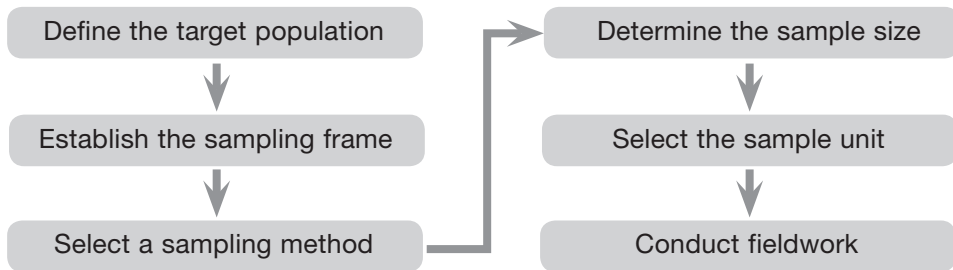 Define the target population
Establish the sampling frame
Select a sampling method
Determine the sample size
Select the sample unit
Conduct fieldwork